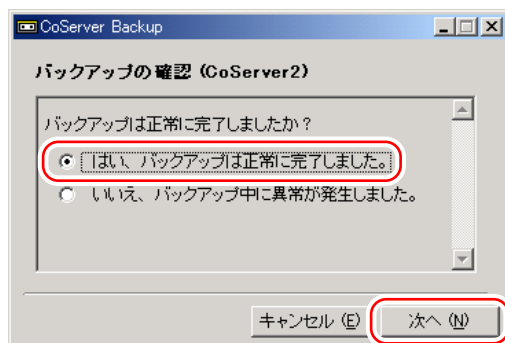 CoServer Backup
バックアップの確認 (CoServer2)
バックアップは正常に完了しましたか？
はい、バックアップは正常に完了しました。
いいえ、バックアップ中に異常が発生しました。
キャンセル (E)
次へ (N)